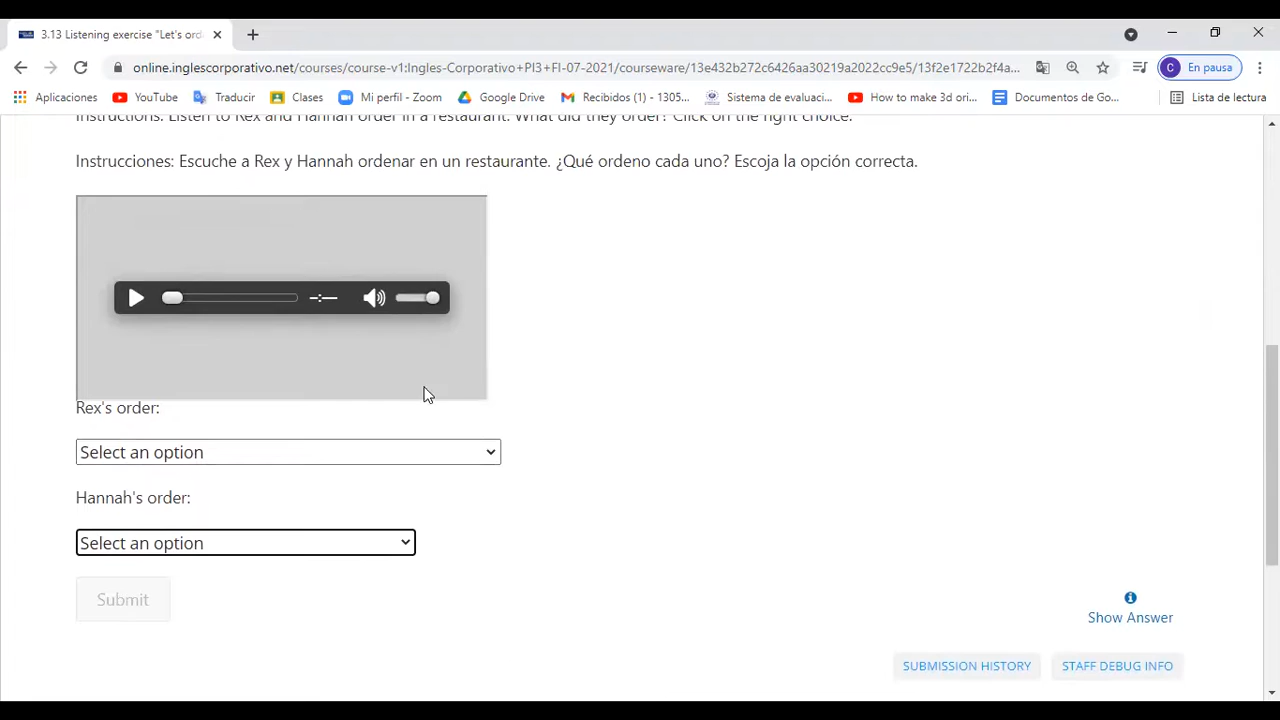 3.13 Listening exercise "Let's ord
online.inglescorporativo.net/courses/course-v1:Ingles-Corporativo+PI3+FI-07-2021/courseware/13e432b272c6426aa30219a2022cc9e5/13f2e1722b2f4a...
C En pausa
Aplicaciones YouTube Traducir Clases Mi perfil - Zoom Google Drive Recibidos (1) - 1305... Sistema de evaluaci... How to make 3d ori... Documentos de Go... Lista de lectura
Instructions: Listen to Rex and Hannah order in a restaurant. What did they order? Click on the right choice.
Instrucciones: Escuche a Rex y Hannah ordenar en un restaurante. ¿Qué ordeno cada uno? Escoja la opción correcta.
-:--
Rex's order:
Select an option
Hannah's order:
Select an option
Submit
Show Answer
SUBMISSION HISTORY STAFF DEBUG INFO